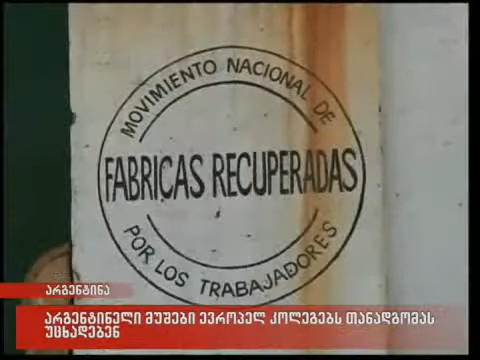 MOVIMIENTO NACIONAL DE
FABRICAS RECUPERADAS
POR LOS TRABAJADORES
არგენტინა
არგენტინელი მუშები ევროპელ კოლეგებს თანადგომას
უცხადებენ